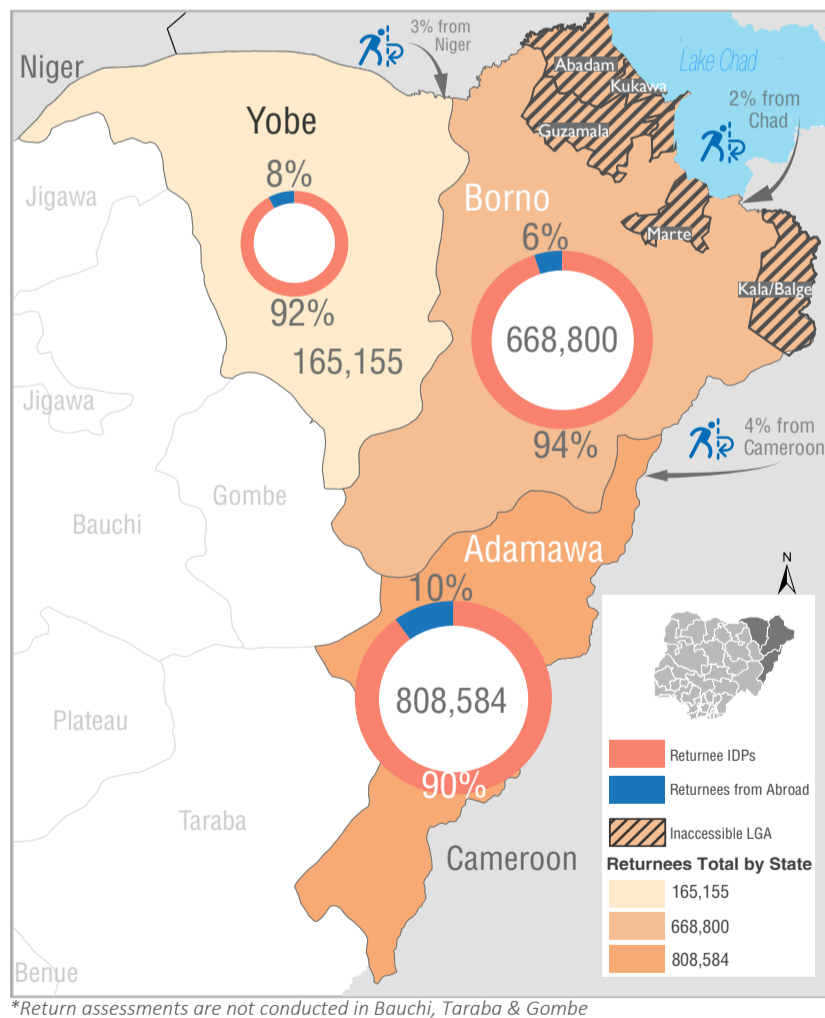 3% from
Niger
Niger
Lake Chad
Abadam
Kukawa
2% from
Chad
Yobe
Guzamala
8%
Jigawa
Borno
6%
Marte
Kala/Balge
92%
668,800
165,155
Jigawa
94%
4% from
Cameroon
Gombe
Bauchi
Adamawa
N
10%
808,584
Plateau
90%
Taraba
Cameroon
Benue
Returnee IDPs
Returnees from Abroad
Inaccessible LGA
Returnees Total by State
165,155
668,800
808,584
*Return assessments are not conducted in Bauchi, Taraba & Gombe